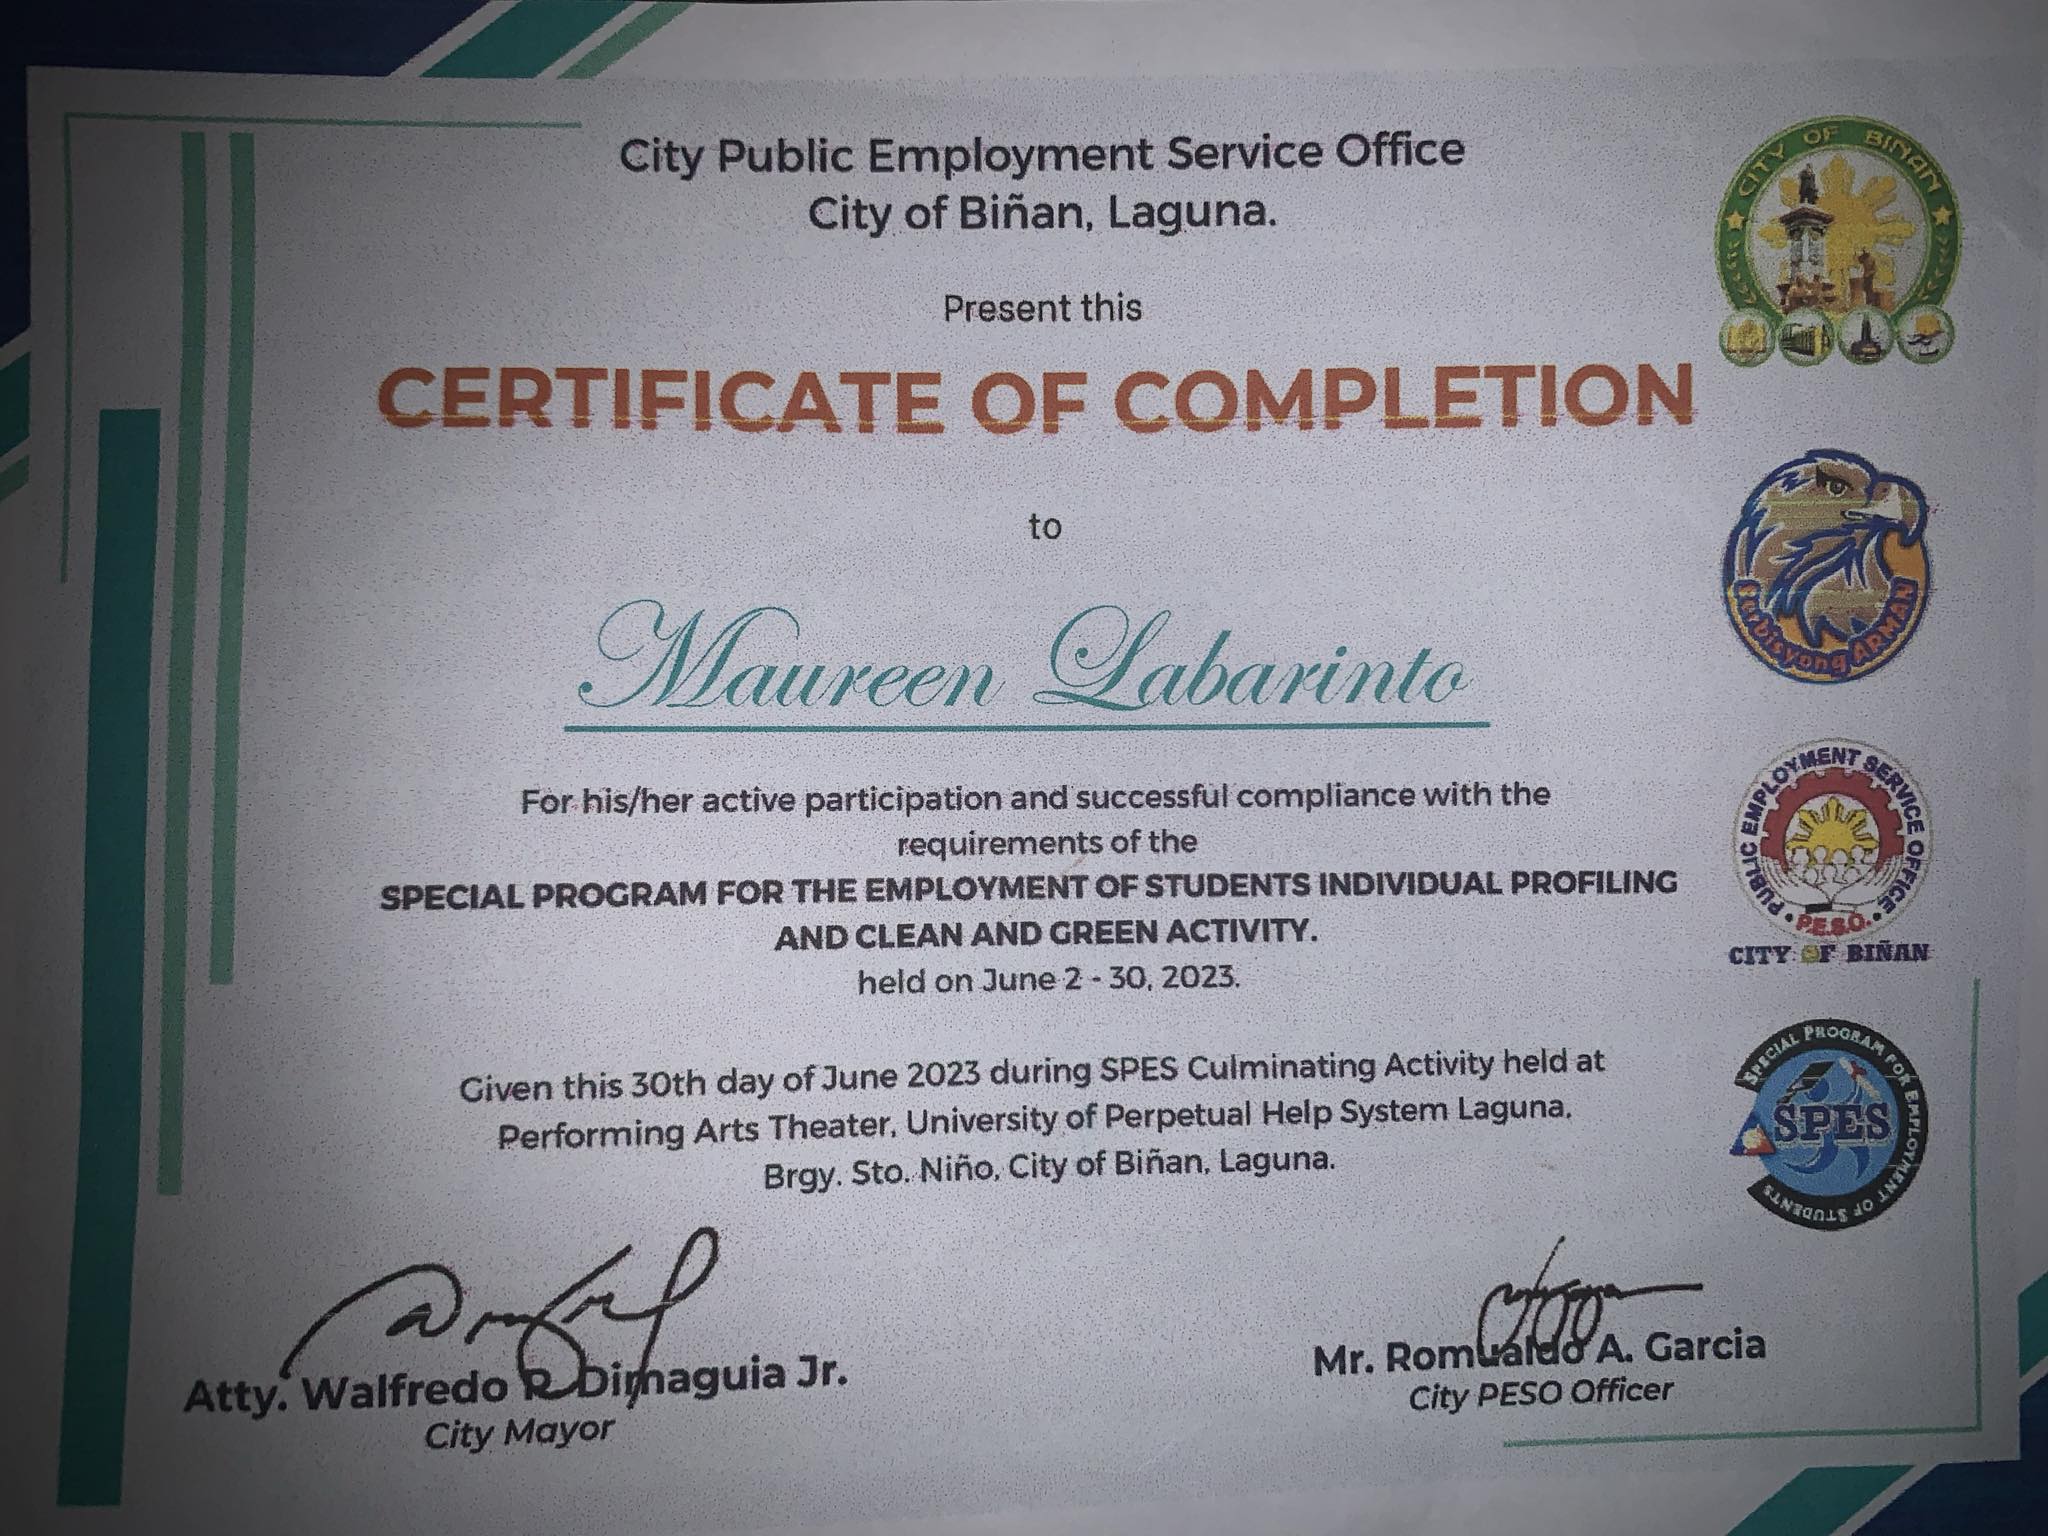 City Public Employment Service Office
City of Biñan, Laguna.
Present this
CERTIFICATE OF COMPLETION
to
Maureen Labarinto
For his/her active participation and successful compliance with the
requirements of the
SPECIAL PROGRAM FOR THE EMPLOYMENT OF STUDENTS INDIVIDUAL PROFILING
AND CLEAN AND GREEN ACTIVITY.
held on June 2 - 30, 2023.
Given this 30th day of June 2023 during SPES Culminating Activity held at
Performing Arts Theater, University of Perpetual Help System Laguna,
Brgy. Sto. Niño, City of Biñan, Laguna.
Atty. Walfredo R. Dimaguia Jr.
City Mayor
Mr. Romualdo A. Garcia
City PESO Officer
CITY OF BIÑAN
Serbisyong ARMAN
PUBLIC EMPLOYMENT SERVICE OFFICE
P.E.S.O.
CITY OF BIÑAN
SPECIAL PROGRAM FOR EMPLOYMENT OF STUDENTS
SPES